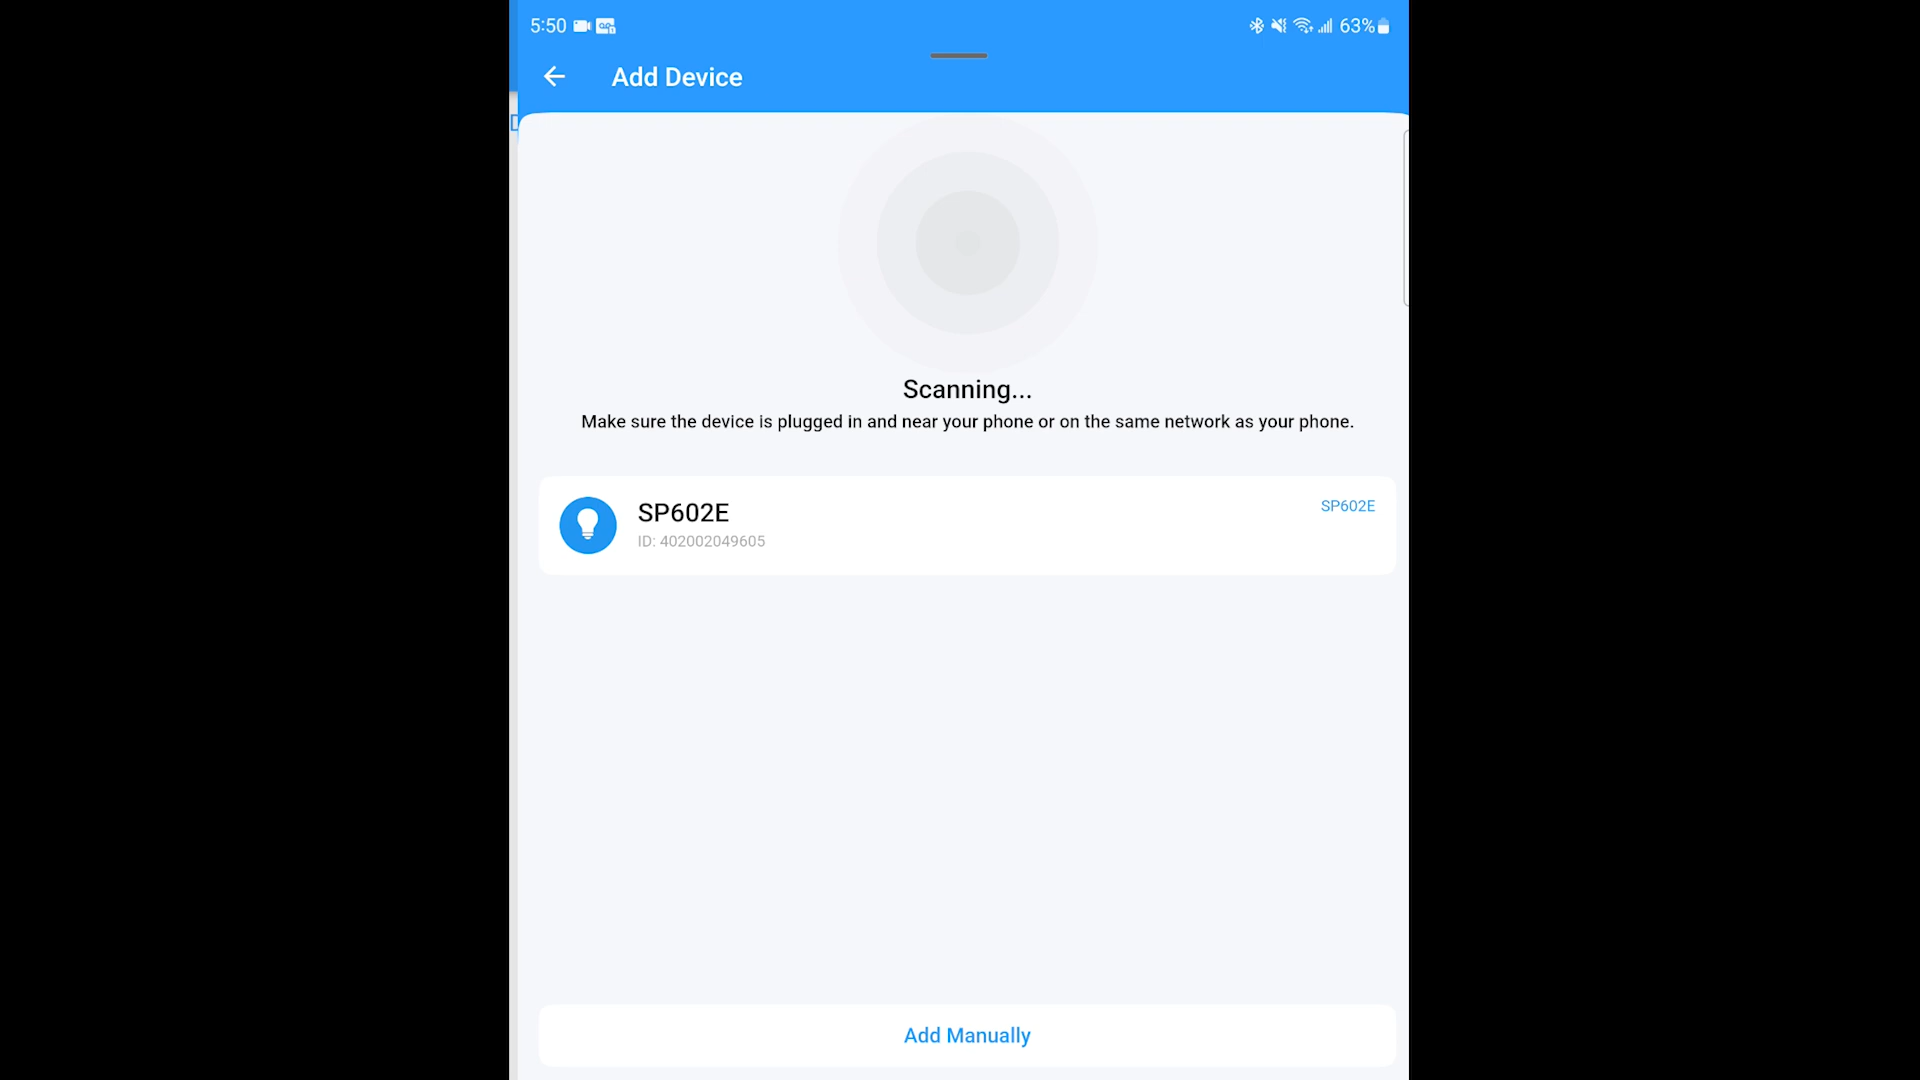 5:50
63%
Add Device
Scanning...
Make sure the device is plugged in and near your phone or on the same network as your phone.
SP602E
SP602E
ID: 402002049605
Add Manually